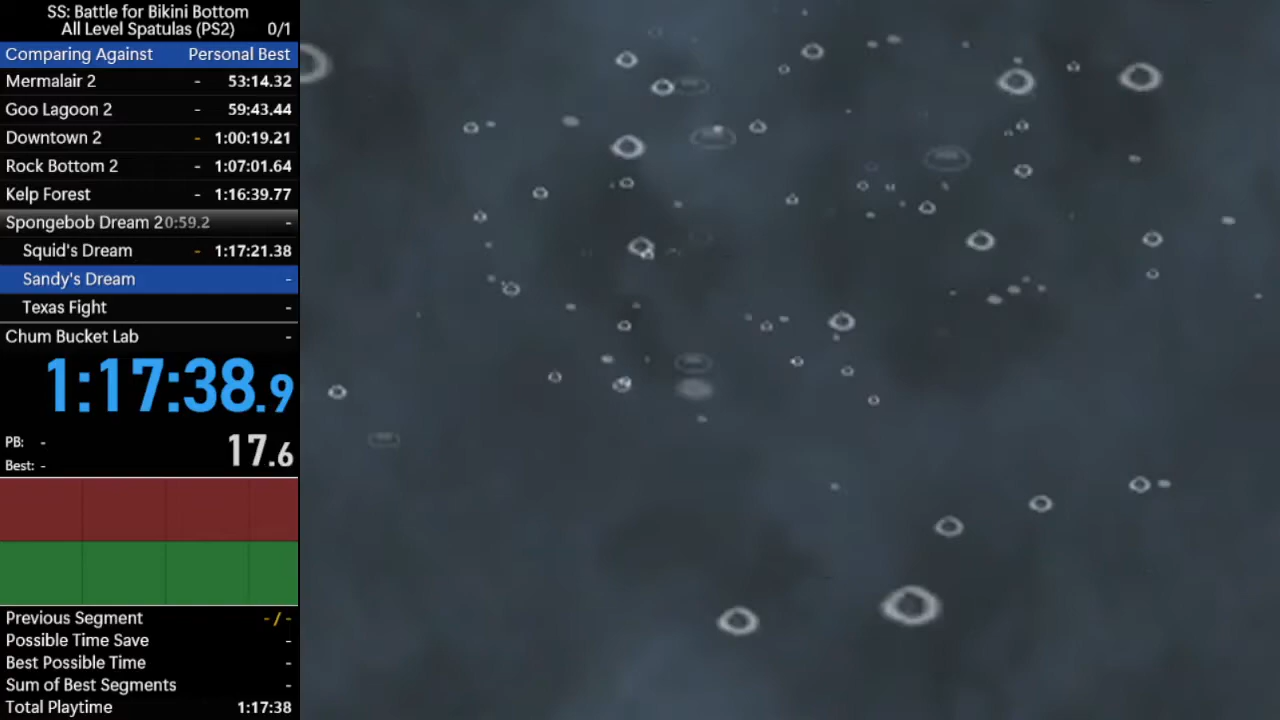 SS: Battle for Bikini Bottom
All Level Spatulas (PS2) 0/1
Comparing Against Personal Best
Mermalair 2 - 53:14.32
Goo Lagoon 2 - 59:43.44
Downtown 2 - 1:00:19.21
Rock Bottom 2 - 1:07:01.64
Kelp Forest - 1:16:39.77
Spongebob Dream 20:59.2 -
Squid's Dream - 1:17:21.38
Sandy's Dream -
Texas Fight -
Chum Bucket Lab -
1:17:38.9
PB: - 17.6
Best: -
Previous Segment - / -
Possible Time Save -
Best Possible Time -
Sum of Best Segments -
Total Playtime 1:17:38